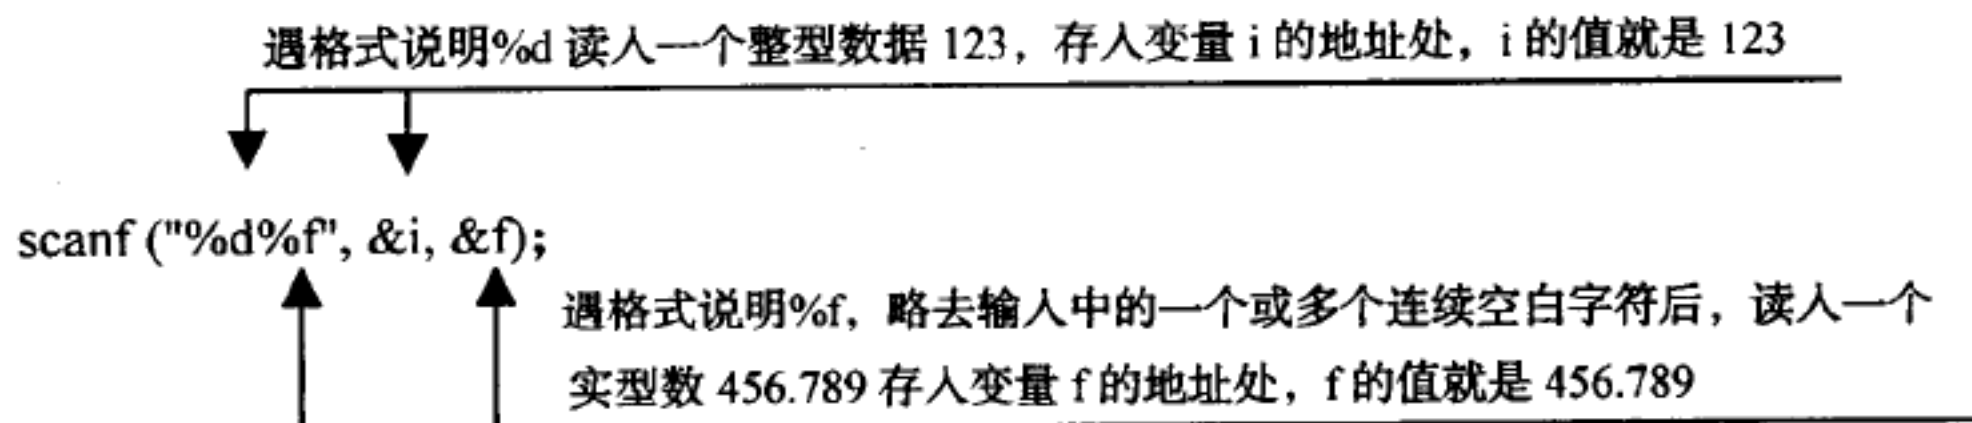 遇格式说明%d 读入一个整型数据 123，存入变量 i 的地址处，i 的值就是 123
scanf ("%d%f", &i, &f);
遇格式说明%f，略去输入中的一个或多个连续空白字符后，读入一个
实型数 456.789 存入变量 f 的地址处，f 的值就是 456.789